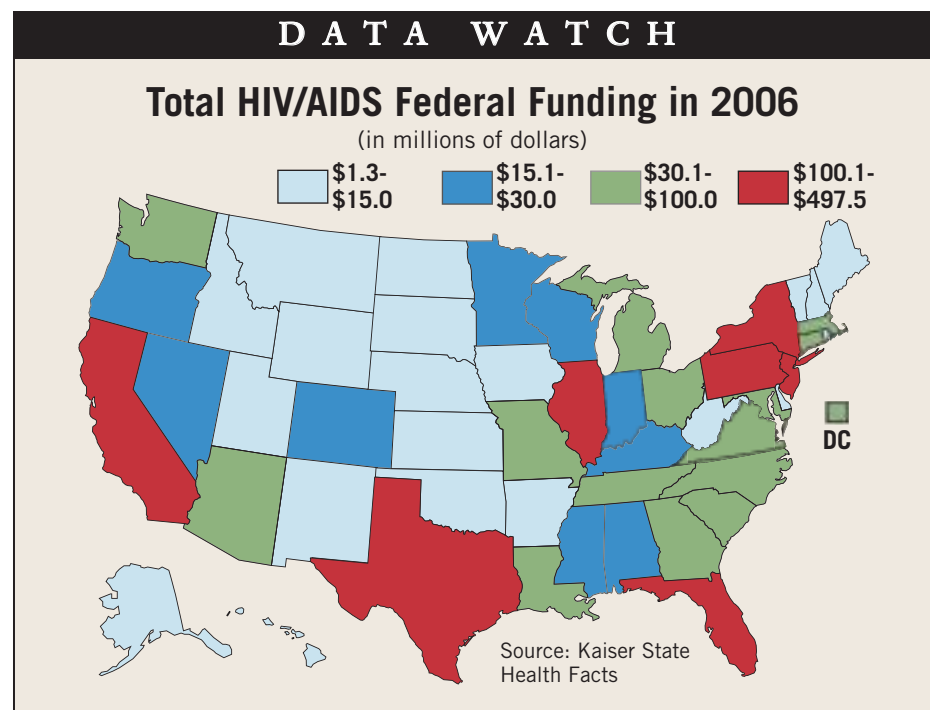 DATA WATCH
Total HIV/AIDS Federal Funding in 2006
(in millions of dollars)
$1.3-
$15.0
$15.1-
$30.0
$30.1-
$100.0
$100.1-
$497.5
DC
Source: Kaiser State
Health Facts